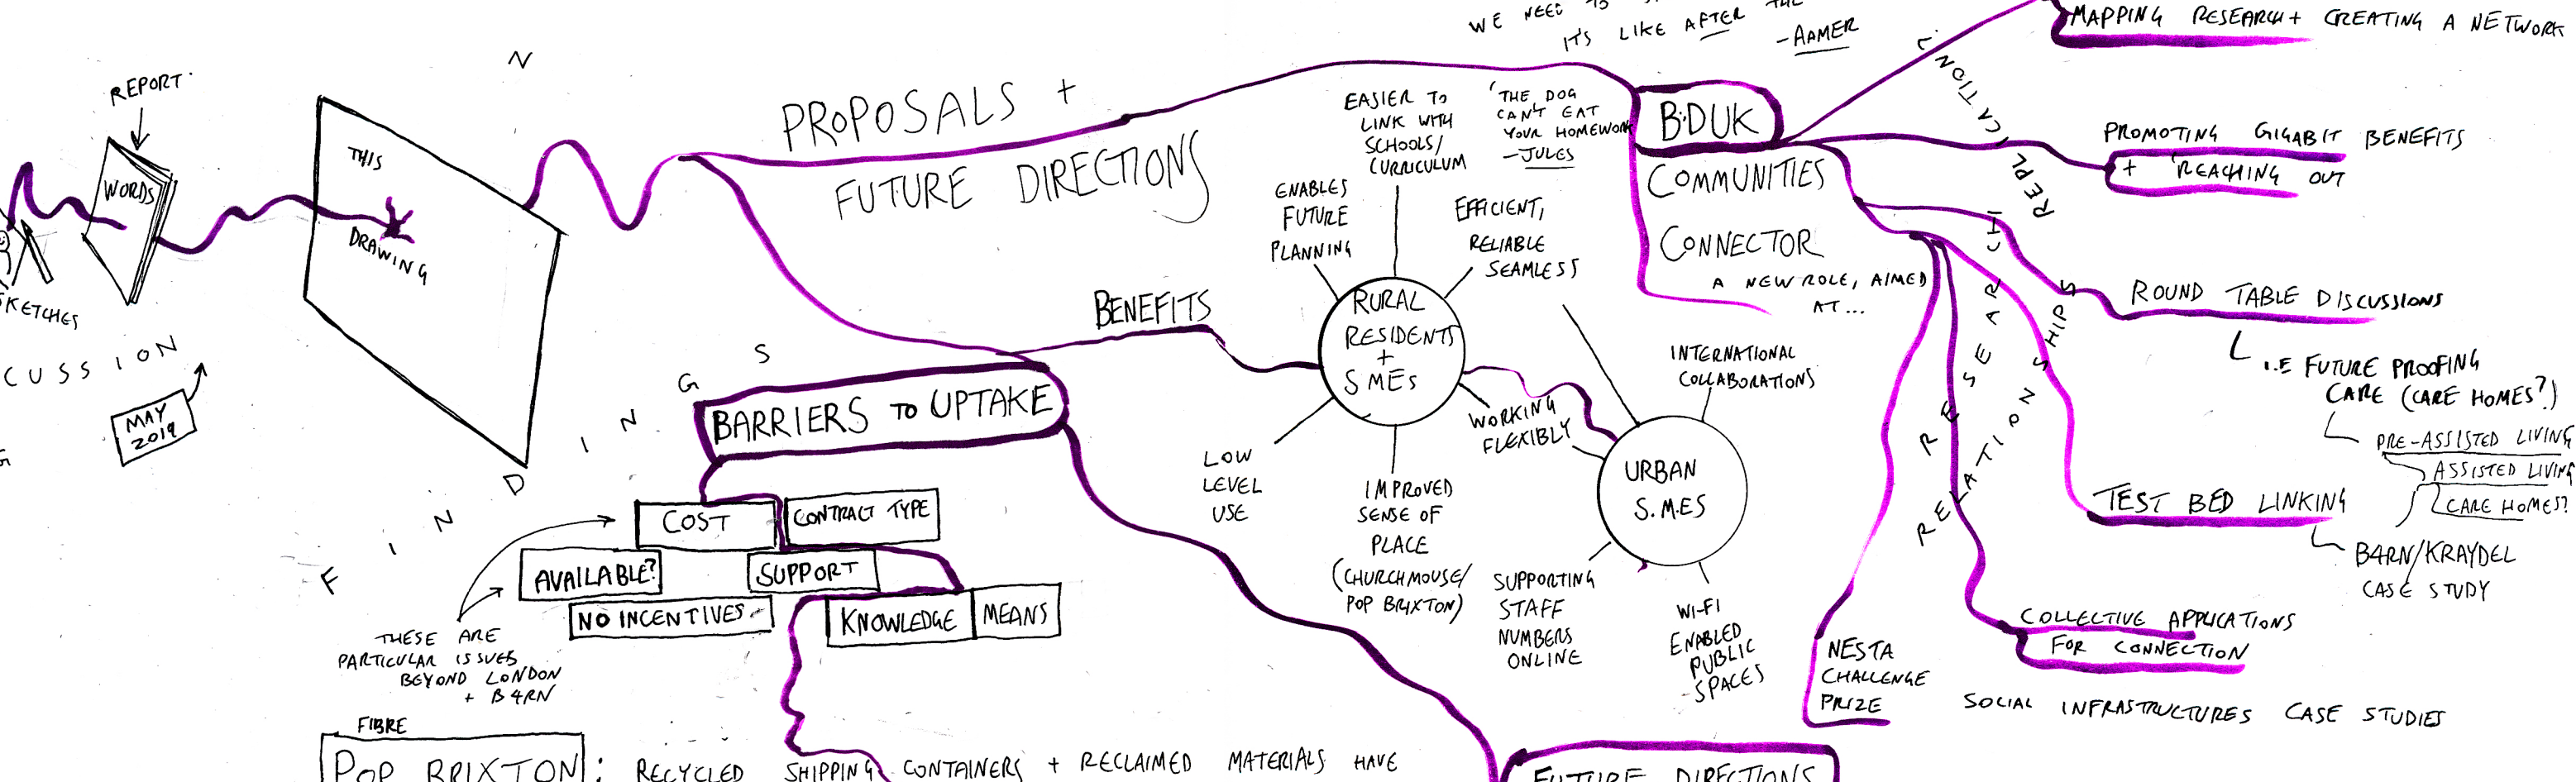 REPORT
WORDS
SKETCHES
CUSSION
MAY
2019
THIS
DRAWING
FINDINGS
PROPOSALS +
FUTURE DIRECTIONS
BENEFITS
BARRIERS TO UPTAKE
COST
CONTRACT TYPE
AVAILABLE?
SUPPORT
NO INCENTIVES
KNOWLEDGE
MEANS
THESE ARE
PARTICULAR ISSUES
BEYOND LONDON
+ B4RN
FIBRE
POP BRIXTON: RECYCLED SHIPPING CONTAINERS + RECLAIMED MATERIALS HAVE
WE NEED TO
IT'S LIKE AFTER THE
-AAMER
'THE DOG
CAN'T EAT
YOUR HOMEWORK
-JULES
EASIER TO
LINK WITH
SCHOOLS/
CURRICULUM
ENABLES
FUTURE
PLANNING
EFFICIENT,
RELIABLE
SEAMLESS
RURAL
RESIDENTS
+
SMES
LOW
LEVEL
USE
IMPROVED
SENSE OF
PLACE
(CHURCHMOUSE/
POP BRIXTON)
WORKING
FLEXIBLY
INTERNATIONAL
COLLABORATIONS
URBAN
S.M.ES
SUPPORTING
STAFF
NUMBERS
ONLINE
WI-FI
ENABLED
PUBLIC
SPACES
BDUK
COMMUNITIES
CONNECTOR
A NEW ROLE, AIMED
AT...
REPLICATION
RESEARCH
RELATIONSHIPS
MAPPING RESEARCH + CREATING A NETWORK
PROMOTING GIGABIT BENEFITS
+ 'REACHING OUT
ROUND TABLE DISCUSSIONS
I.E FUTURE PROOFING
CARE (CARE HOMES?)
PRE-ASSISTED LIVING
ASSISTED LIVING
CARE HOMES?
TEST BED LINKING
B4RN/KRAYDEL
CASE STUDY
COLLECTIVE APPLICATIONS
FOR CONNECTION
NESTA
CHALLENGE
PRIZE
SOCIAL INFRASTRUCTURES CASE STUDIES
FUTURE DIRECTIONS